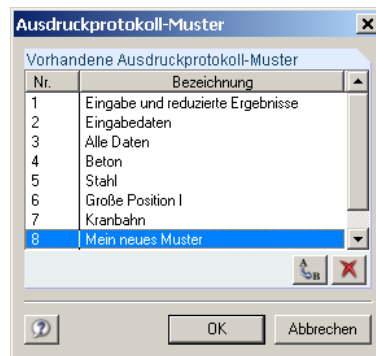 Ausdruckprotokoll-Muster
Vorhandene Ausdruckprotokoll-Muster
Nr. Bezeichnung
1 Eingabe und reduzierte Ergebnisse
2 Eingabedaten
3 Alle Daten
4 Beton
5 Stahl
6 Große Position I
7 Kranbahn
8 Mein neues Muster
A B
OK Abbrechen